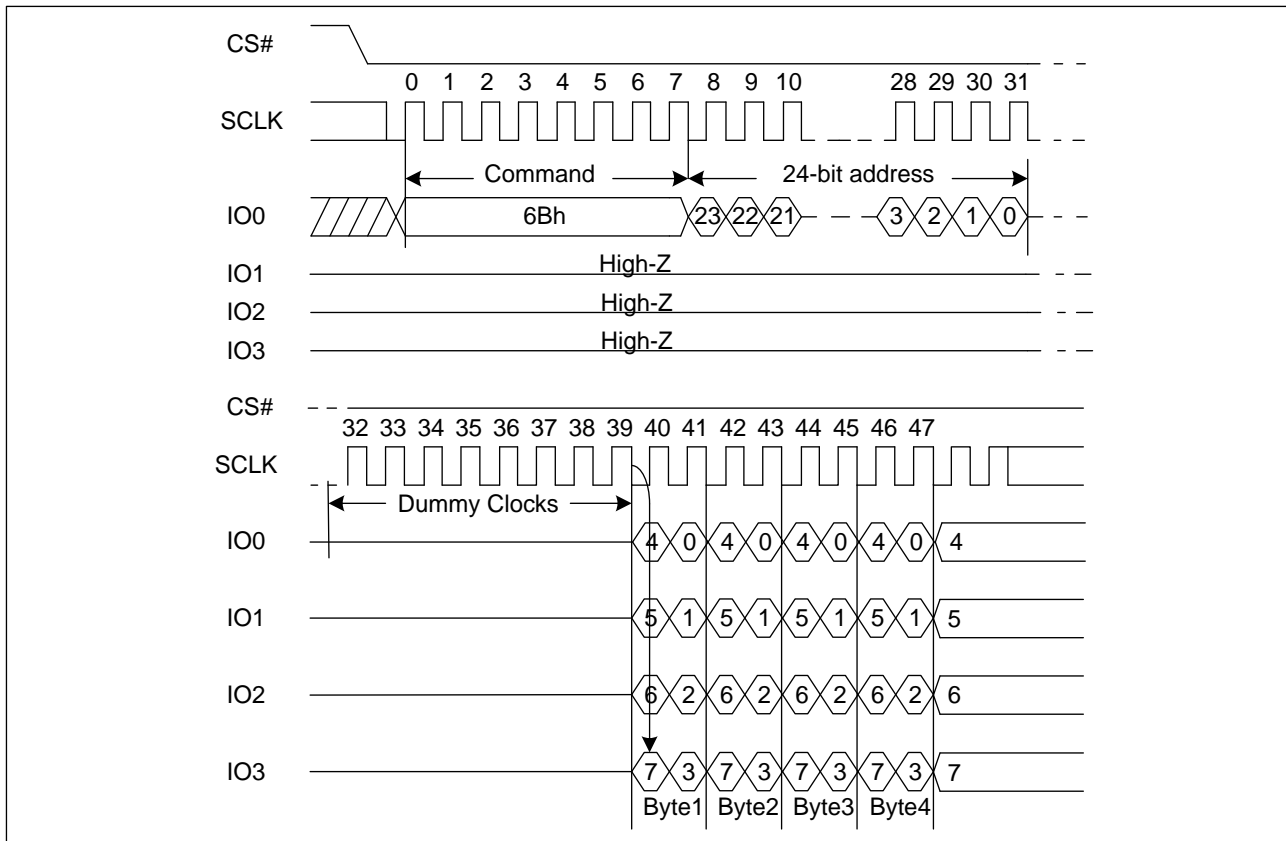 CS#
0 1 2 3 4 5 6 7 8 9 10 28 29 30 31
SCLK
Command 24-bit address
IO0 6Bh 23 22 21 3 2 1 0
IO1 High-Z
IO2 High-Z
IO3 High-Z
CS#
32 33 34 35 36 37 38 39 40 41 42 43 44 45 46 47
SCLK
Dummy Clocks
IO0 4 0 4 0 4 0 4 0 4
IO1 5 1 5 1 5 1 5 1 5
IO2 6 2 6 2 6 2 6 2 6
IO3 7 3 7 3 7 3 7 3 7
Byte1 Byte2 Byte3 Byte4